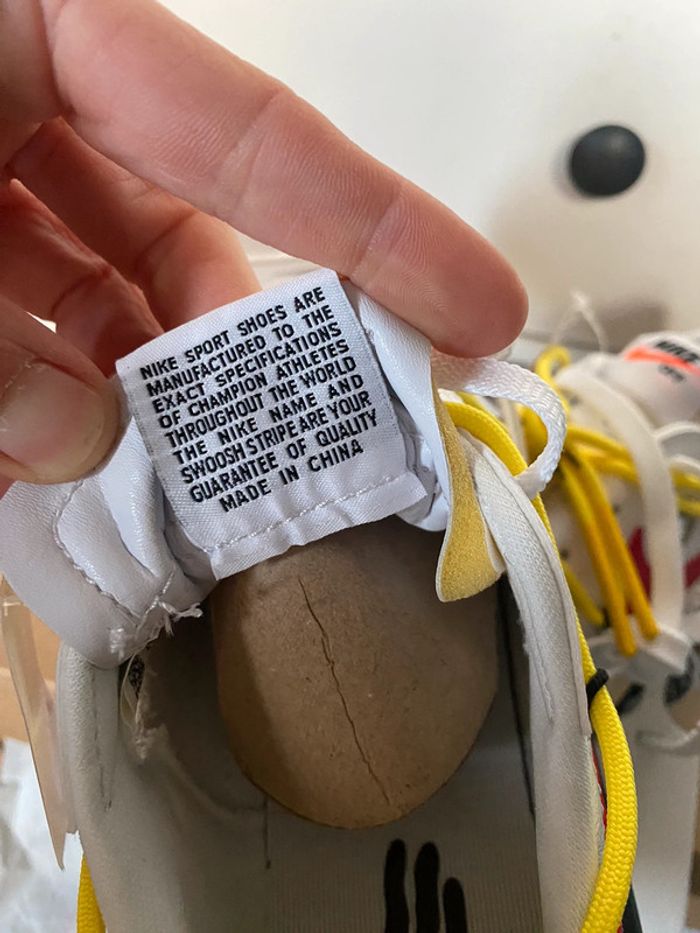 NIKE SPORT SHOES ARE
MANUFACTURED TO THE
EXACT SPECIFICATIONS
OF CHAMPION ATHLETES
THROUGHOUT THE WORLD
THE NIKE NAME AND
SWOOSH STRIPE ARE YOUR
GUARANTEE OF QUALITY
MADE IN CHINA